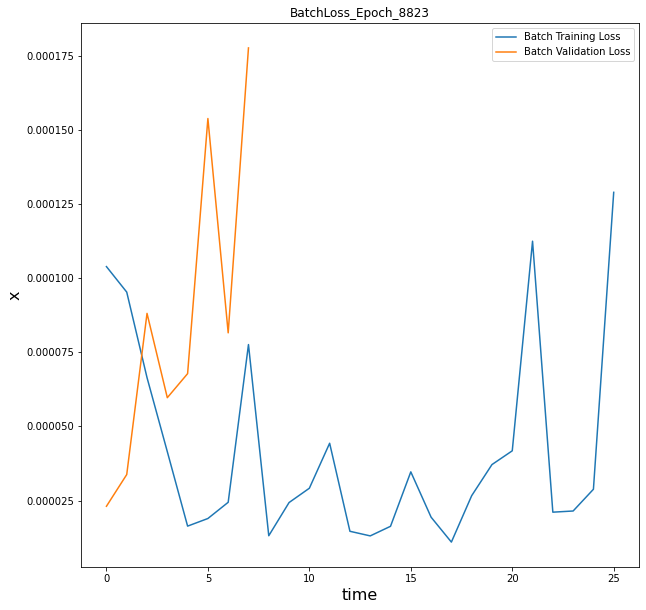 BatchLoss_Epoch_8823
Batch Training Loss
Batch Validation Loss
0.000175
0.000150
0.000125
0.000100
0.000075
0.000050
0.000025
x
0 5 10 15 20 25
time